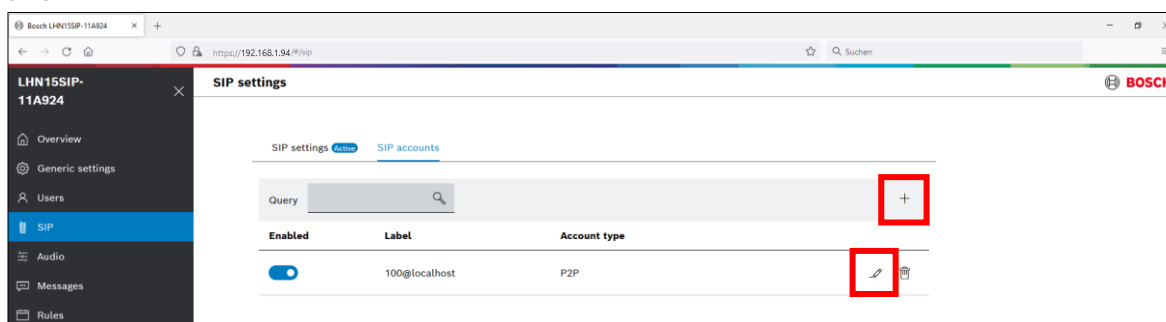 Bosch LHN15SIP-11A924
https://192.168.1.94/#/sip
Suchen
LHN15SIP-
11A924
SIP settings
BOSCH
Overview
SIP settings Active SIP accounts
Generic settings
Users
Query
SIP
Enabled Label Account type
Audio
100@localhost P2P
Messages
Rules